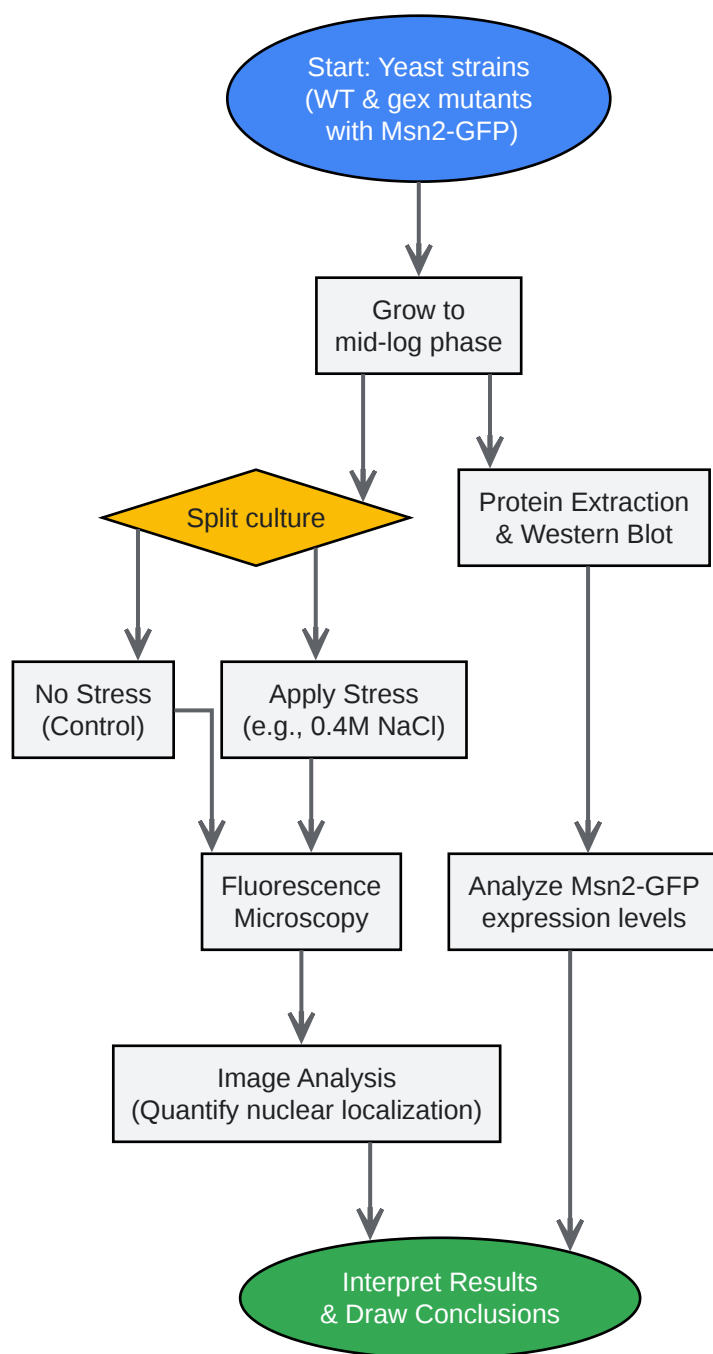 Start: Yeast strains
(WT & gex mutants
with Msn2-GFP)
Grow to
mid-log phase
Split culture
Protein Extraction
& Western Blot
No Stress
(Control)
Apply Stress
(e.g., 0.4M NaCl)
Fluorescence
Microscopy
Analyze Msn2-GFP
expression levels
Image Analysis
(Quantify nuclear localization)
Interpret Results
& Draw Conclusions